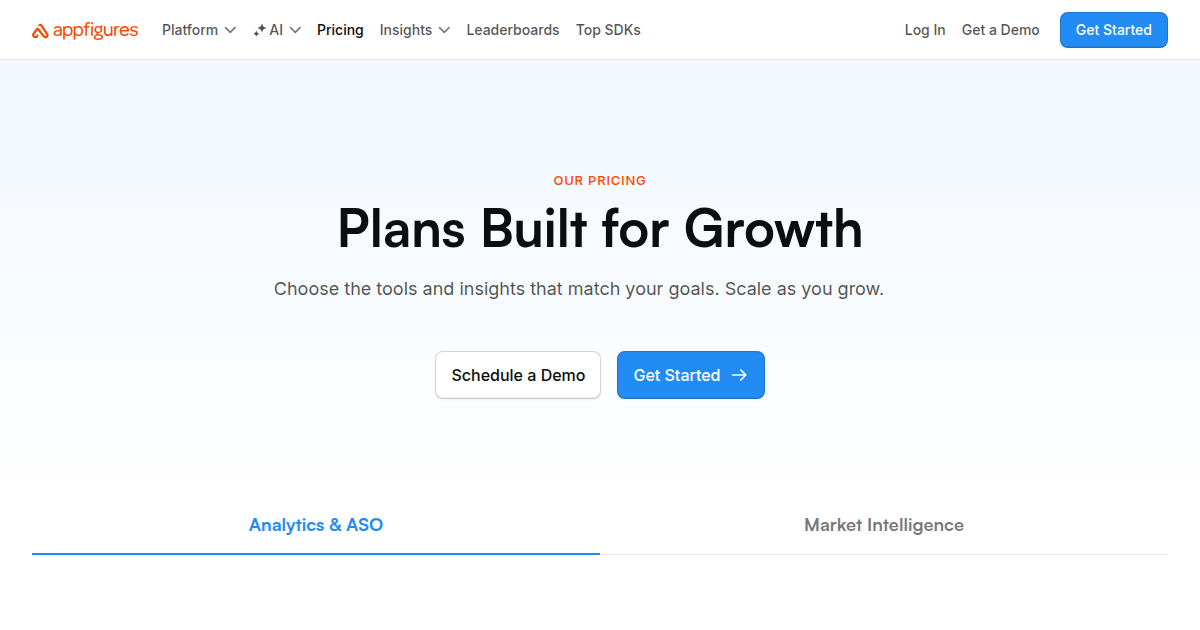 appfigures Platform AI Pricing Insights Leaderboards Top SDKs Log In Get a Demo Get Started
OUR PRICING
Plans Built for Growth
Choose the tools and insights that match your goals. Scale as you grow.
Schedule a Demo Get Started
Analytics & ASO Market Intelligence